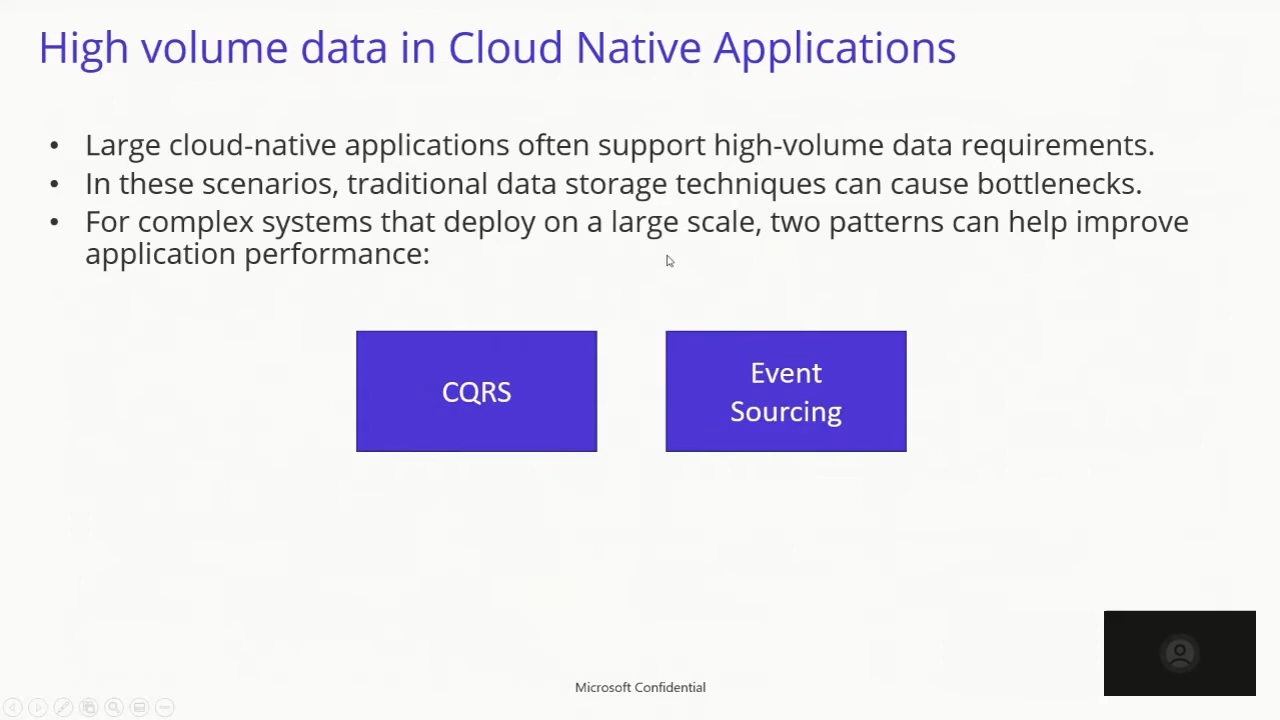 High volume data in Cloud Native Applications
• Large cloud-native applications often support high-volume data requirements.
• In these scenarios, traditional data storage techniques can cause bottlenecks.
• For complex systems that deploy on a large scale, two patterns can help improve
application performance:
CQRS
Event
Sourcing
Microsoft Confidential